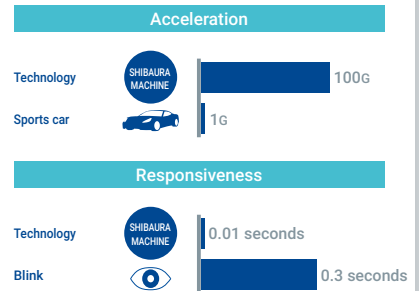 Acceleration
Technology SHIBAURA MACHINE 100G
Sports car 1G
Responsiveness
Technology SHIBAURA MACHINE 0.01 seconds
Blink 0.3 seconds